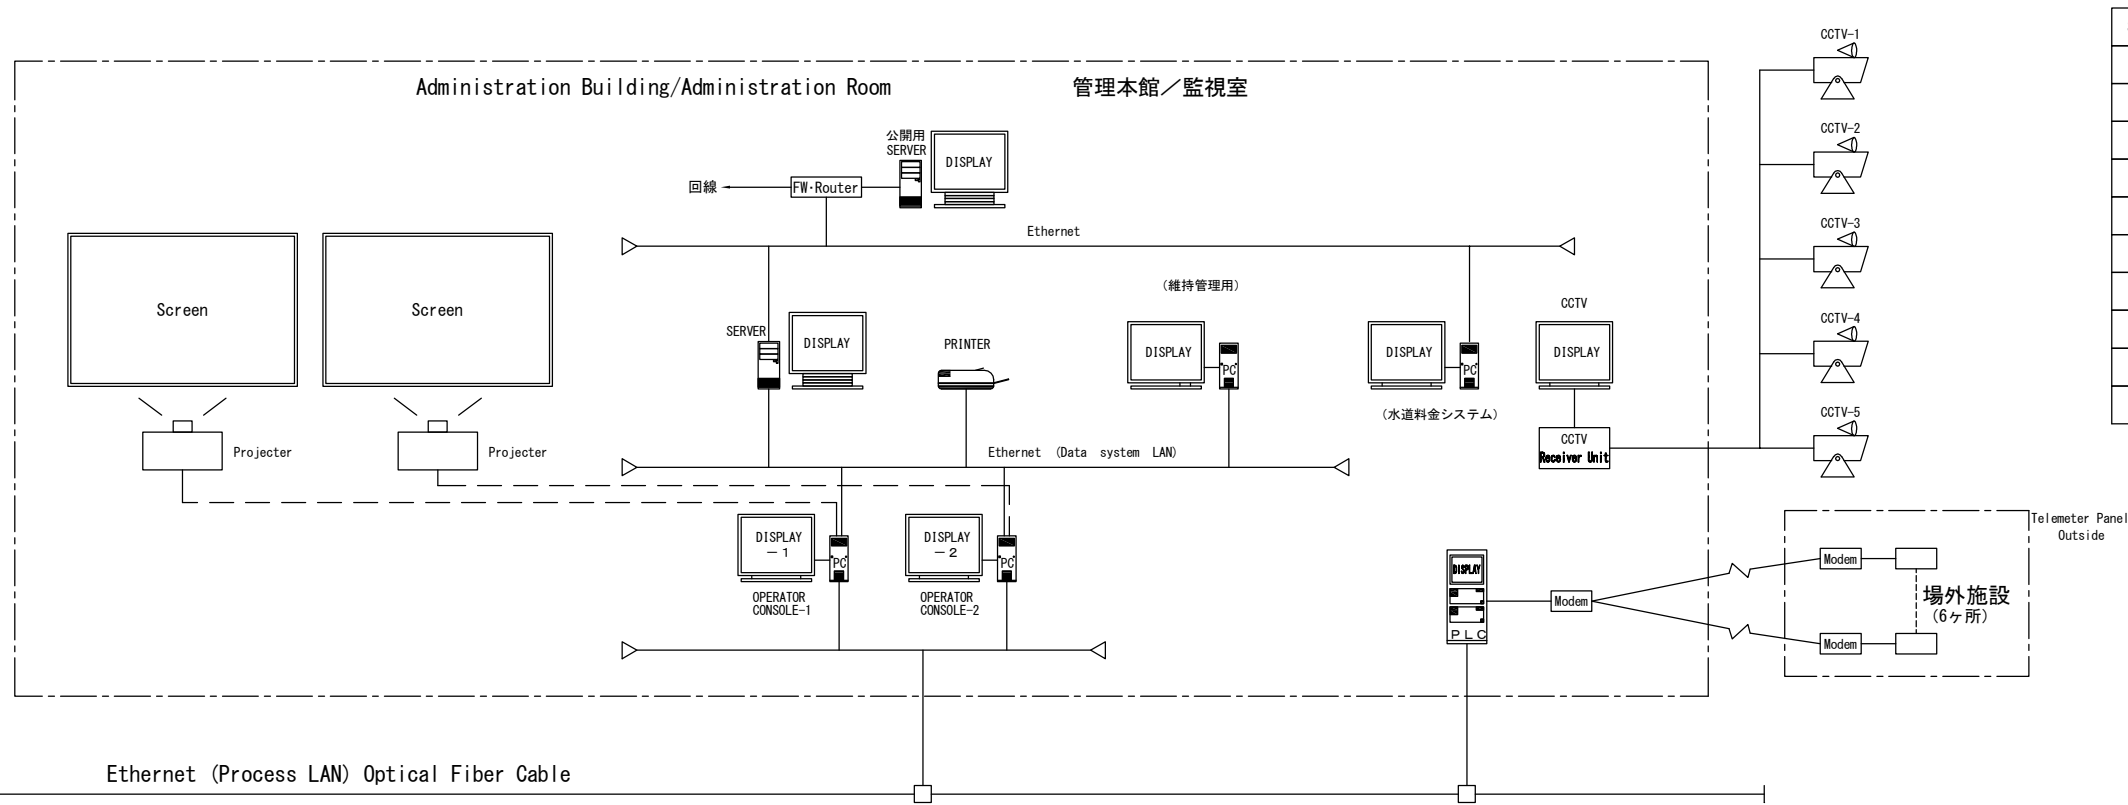 CCTV-1
Administration Building/Administration Room
管理本館／監視室
公開用
SERVER
DISPLAY
CCTV-2
回線
FW·Router
Ethernet
CCTV-3
(維持管理用)
Screen
Screen
CCTV
SERVER
DISPLAY
PRINTER
DISPLAY
PC
DISPLAY
PC
DISPLAY
CCTV-4
(水道料金システム)
CCTV-5
Projecter
Projecter
Ethernet (Data system LAN)
CCTV
Receiver Unit
Telemeter Panel
Outside
DISPLAY
－１
PC
DISPLAY
－２
PC
OPERATOR
CONSOLE-1
OPERATOR
CONSOLE-2
DISPLAY
ＰＬＣ
Modem
Modem
場外施設
(6ヶ所)
Modem
Ethernet (Process LAN) Optical Fiber Cable